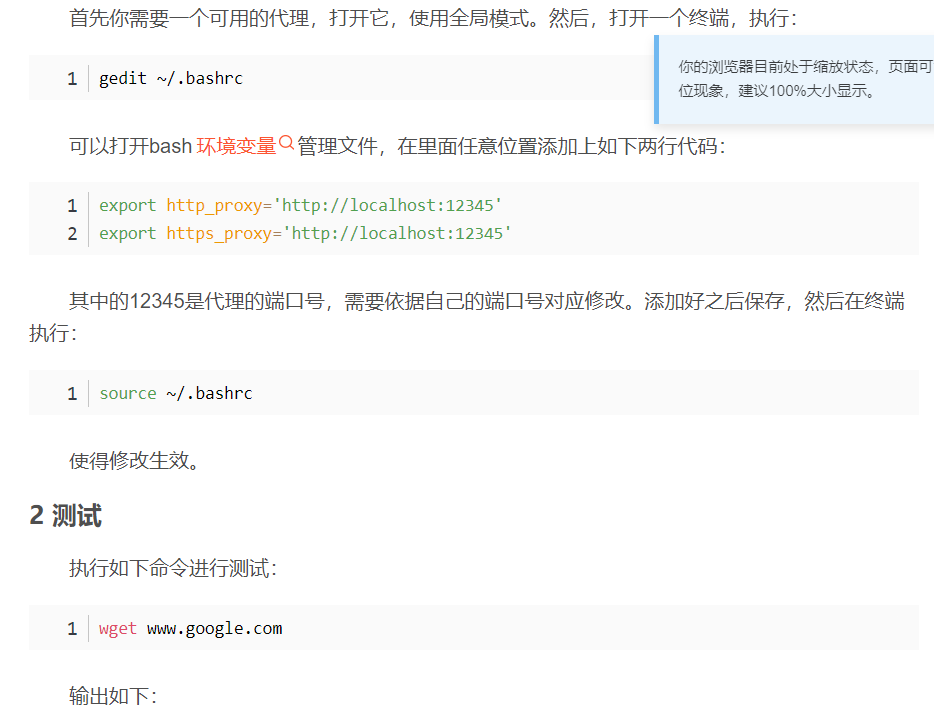 首先你需要一个可用的代理，打开它，使用全局模式。然后，打开一个终端，执行：
你的浏览器目前处于缩放状态，页面可
位现象，建议100%大小显示。
1 gedit ~/.bashrc
可以打开bash 环境变量 管理文件，在里面任意位置添加上如下两行代码：
1 export http_proxy='http://localhost:12345'
2 export https_proxy='http://localhost:12345'
其中的12345是代理的端口号，需要依据自己的端口号对应修改。添加好之后保存，然后在终端
执行：
1 source ~/.bashrc
使得修改生效。
2 测试
执行如下命令进行测试：
1 wget www.google.com
输出如下：